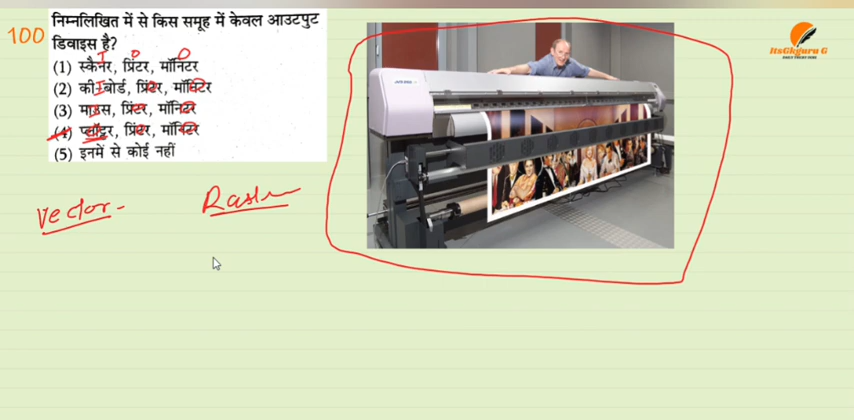 100
निम्नलिखित में से किस समूह में केवल आउटपुट
डिवाइस है?
(1) स्कैनर, प्रिंटर, मॉनिटर
I O O
(2) की बोर्ड, प्रिंटर, मॉनिटर
I
(3) माउस, प्रिंटर, मॉनिटर
(4) प्लॉटर, प्रिंटर, मॉनिटर
(5) इनमें से कोई नहीं
Vector
Raster
ItsGkguru G